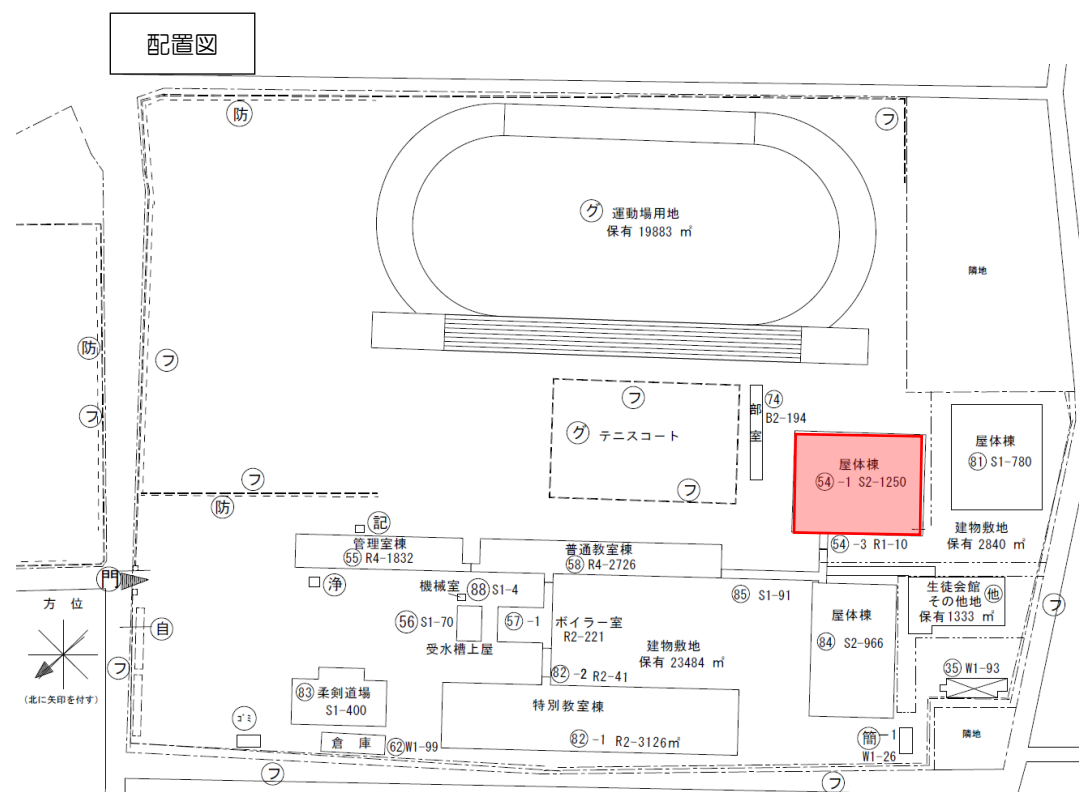 配置図
防
フ
グ 運動場用地
保有 19883 ㎡
隣地
防
フ
フ
フ
グ テニスコート
フ
部室
74
B2-194
屋体棟
54 -1 S2-1250
屋体棟
81 S1-780
防
フ
記
管理室棟
55 R4-1832
普通教室棟
58 R4-2726
54 -3 R1-10
建物敷地
保有 2840 ㎡
門
浄
機械室
88 S1-4
85 S1-91
生徒会館
その他地
保有1333 ㎡
他
フ
方 位
(北に矢印を付す)
自
フ
56 S1-70
受水槽上屋
57 -1
ボイラー室
R2-221
建物敷地
保有 23484 ㎡
屋体棟
84 S2-966
82 -2 R2-41
35 W1-93
83 柔剣道場
S1-400
特別教室棟
82 -1 R2-3126㎡
ゴミ
倉 庫
62 W1-99
簡 -1
W1-26
隣地
フ
フ